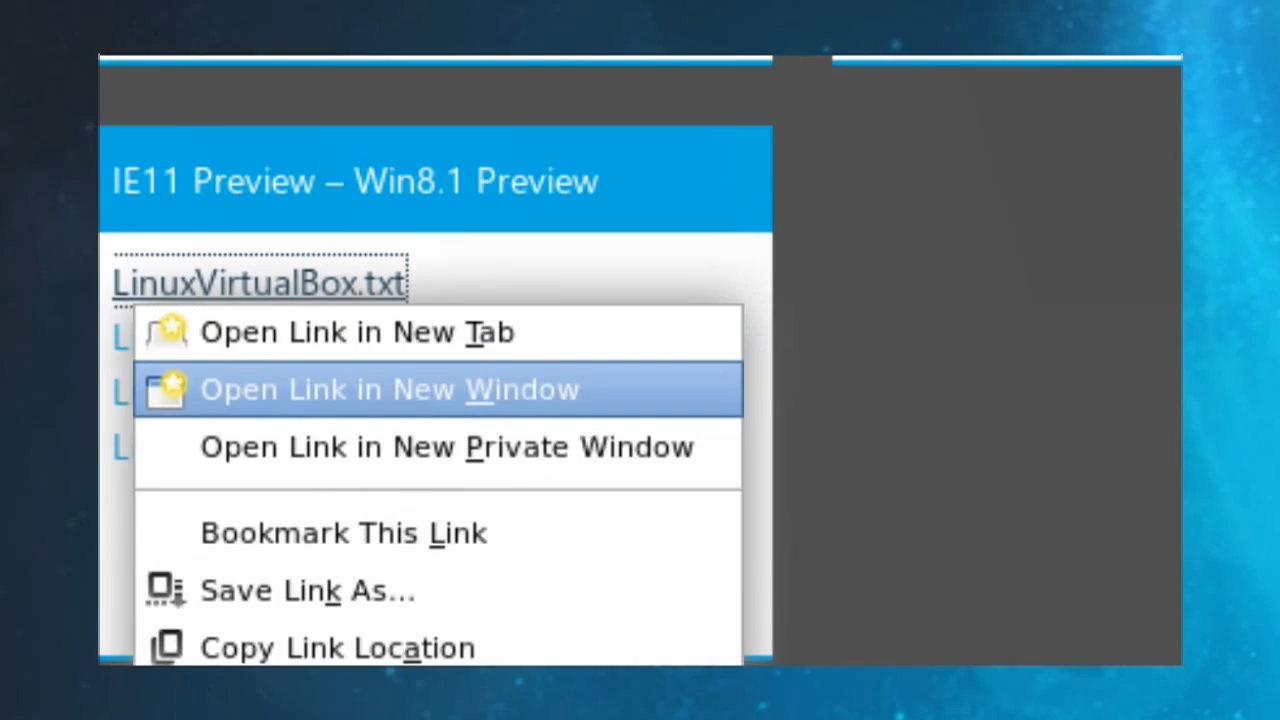 IE11 Preview – Win8.1 Preview
LinuxVirtualBox.txt
L
Open Link in New Tab
L
Open Link in New Window
L
Open Link in New Private Window
Bookmark This Link
Save Link As...
Copy Link Location